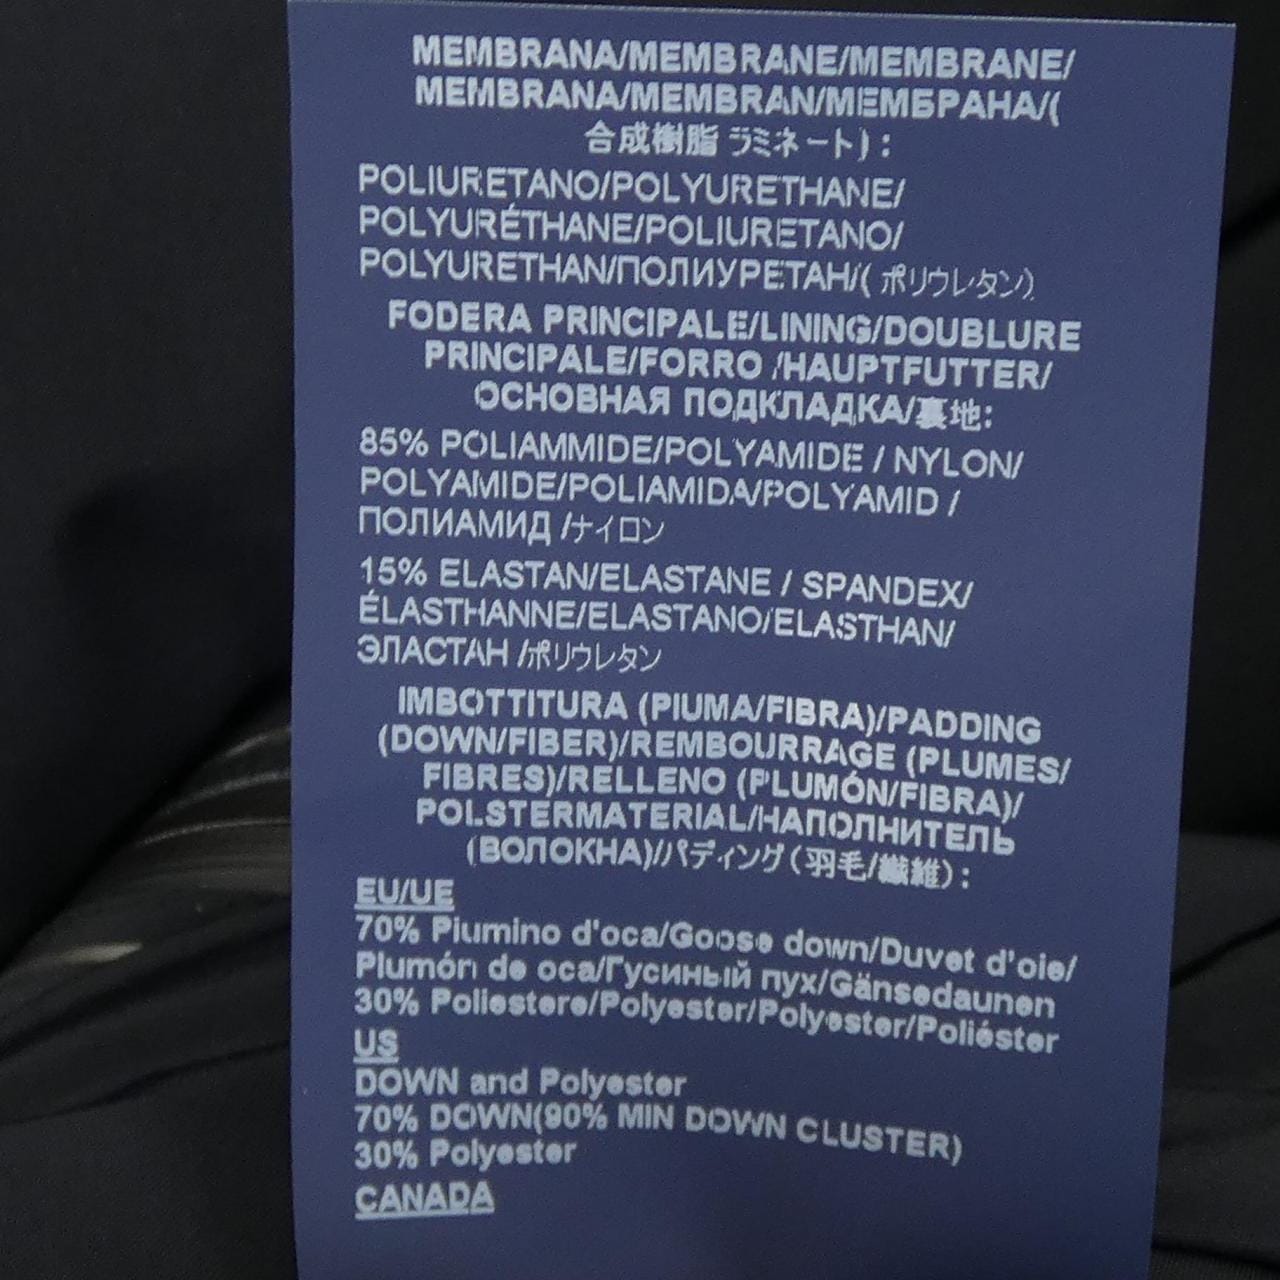 MEMBRANA/MEMBRANE/MEMBRANE/
MEMBRANA/MEMBRAN/МЕМБРАНА/(
合成樹脂 ラミネート):
POLIURETANO/POLYURETHANE/
POLYURÉTHANE/POLIURETANO/
POLYURETHAN/ПОЛИУРЕТАН/( ポリウレタン)
FODERA PRINCIPALE/LINING/DOUBLURE
PRINCIPALE/FORRO /HAUPTFUTTER/
ОСНОВНАЯ ПОДКЛАДКА/裏地:
85% POLIAMMIDE/POLYAMIDE / NYLON/
POLYAMIDE/POLIAMIDA/POLYAMID /
ПОЛИАМИД /ナイロン
15% ELASTAN/ELASTANE / SPANDEX/
ÉLASTHANNE/ELASTANO/ELASTHAN/
ЭЛАСТАН /ポリウレタン
IMBOTTITURA (PIUMA/FIBRA)/PADDING
(DOWN/FIBER)/REMBOURRAGE (PLUMES/
FIBRES)/RELLENO (PLUMÓN/FIBRA)/
POLSTERMATERIAL/НАПОЛНИТЕЛЬ
(ВОЛОКНА)/パディング (羽毛/繊維) :
EU/UE
70% Piumino d'oca/Goose down/Duvet d'oie/
Plumón de oca/Гусиный пух/Gänsedaunen
30% Poliestere/Polyester/Polyester/Poliéster
US
DOWN and Polyester
70% DOWN(90% MIN DOWN CLUSTER)
30% Polyester
CANADA